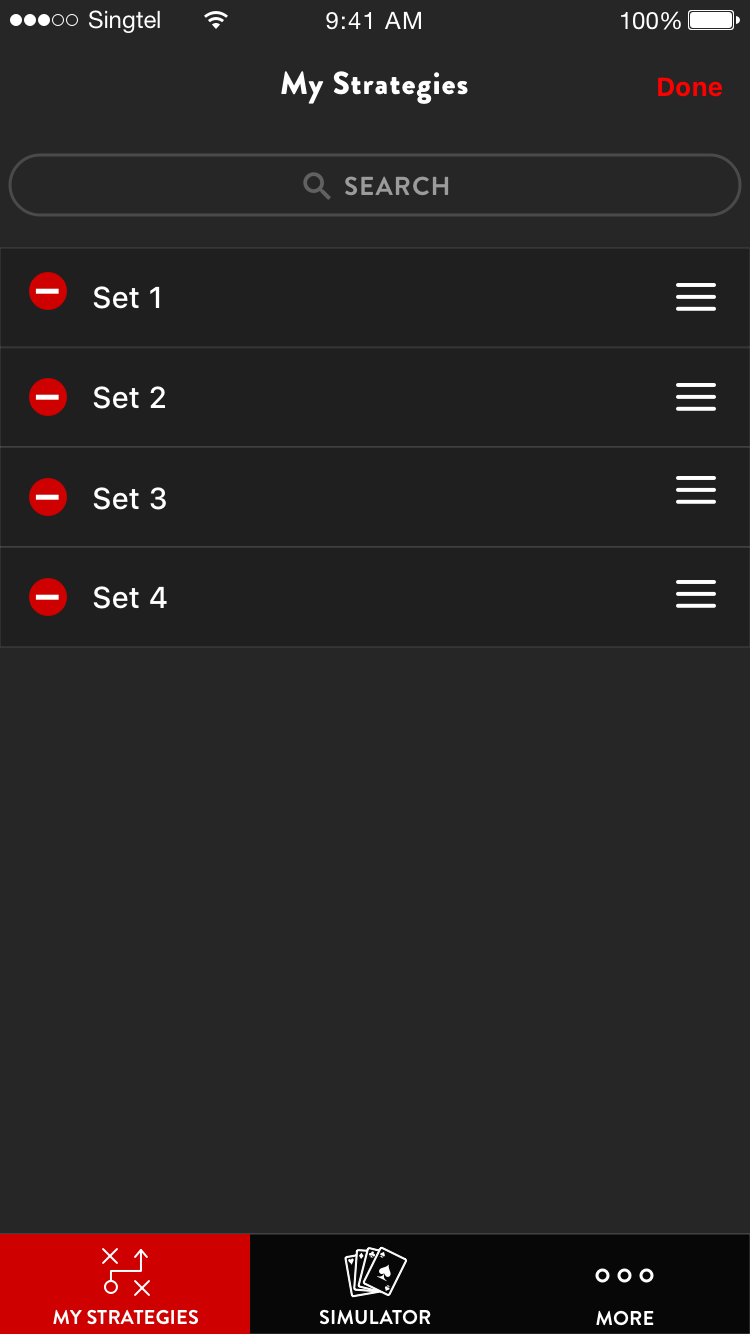 Singtel 9:41 AM 100%
My Strategies Done
SEARCH
Set 1
Set 2
Set 3
Set 4
MY STRATEGIES SIMULATOR MORE